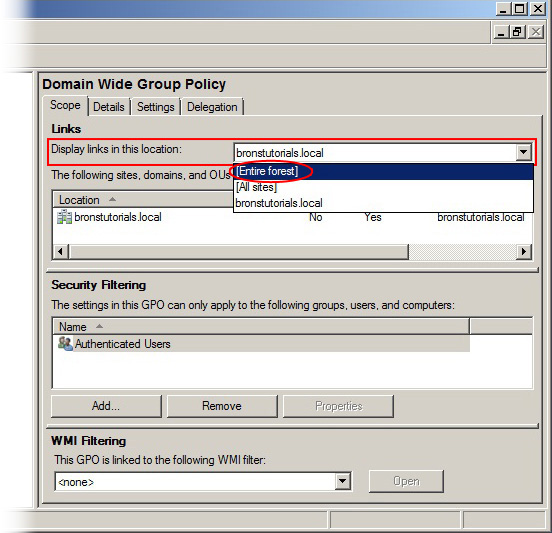 Domain Wide Group Policy
Scope Details Settings Delegation
Links
Display links in this location: bronstutorials.local
[Entire forest]
[All sites]
bronstutorials.local
The following sites, domains, and OUs
Location
bronstutorials.local No Yes bronstutorials.local
Security Filtering
The settings in this GPO can only apply to the following groups, users, and computers:
Name
Authenticated Users
Add... Remove Properties
WMI Filtering
This GPO is linked to the following WMI filter:
<none> Open